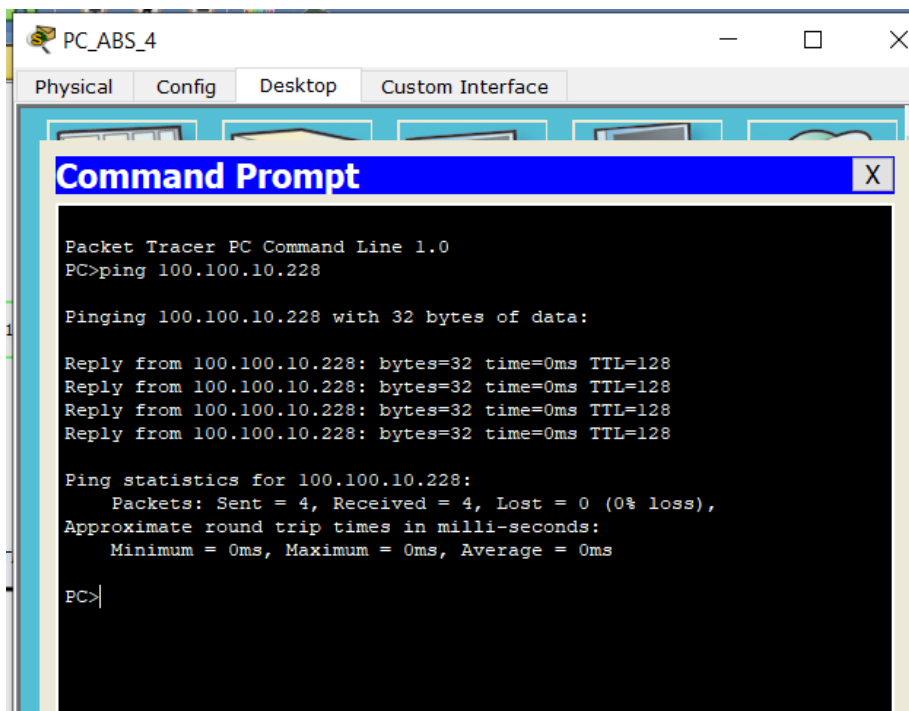 PC_ABS_4
Physical Config Desktop Custom Interface
Command Prompt
X
Packet Tracer PC Command Line 1.0
PC>ping 100.100.10.228
Pinging 100.100.10.228 with 32 bytes of data:
Reply from 100.100.10.228: bytes=32 time=0ms TTL=128
Reply from 100.100.10.228: bytes=32 time=0ms TTL=128
Reply from 100.100.10.228: bytes=32 time=0ms TTL=128
Reply from 100.100.10.228: bytes=32 time=0ms TTL=128
Ping statistics for 100.100.10.228:
Packets: Sent = 4, Received = 4, Lost = 0 (0% loss),
Approximate round trip times in milli-seconds:
Minimum = 0ms, Maximum = 0ms, Average = 0ms
PC>